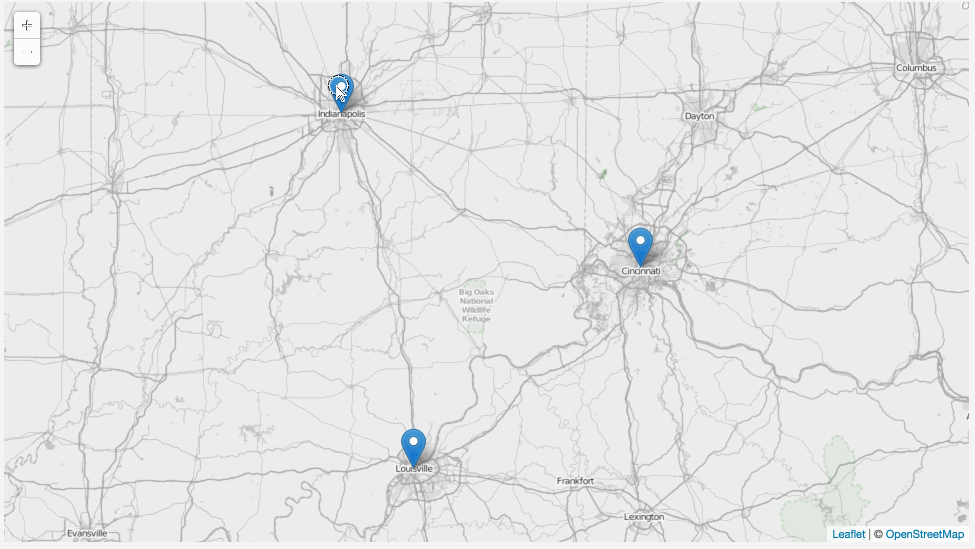 +
-
Columbus
Indianapolis
Dayton
Cincinnati
Big Oaks
National
Wildlife
Refuge
Louisville
Frankfort
Lexington
Evansville
Leaflet | © OpenStreetMap